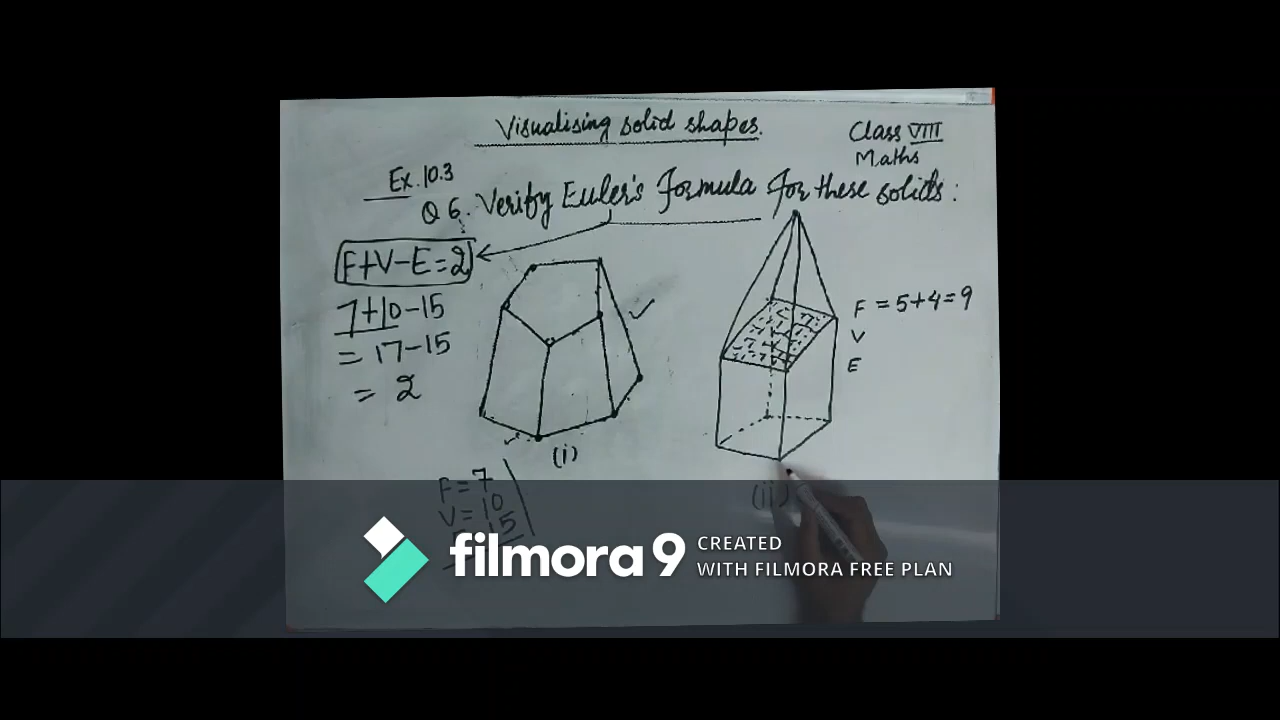 Visualising solid shapes.
Class VIII
Maths
Ex. 10.3
Q 6. Verify Euler's Formula for these solids:
F+V-E=2
7+10-15
= 17-15
= 2
F = 5+4=9
V
E
(i)
(ii)
F = 7
V = 10
15
filmora 9
CREATED
WITH FILMORA FREE PLAN